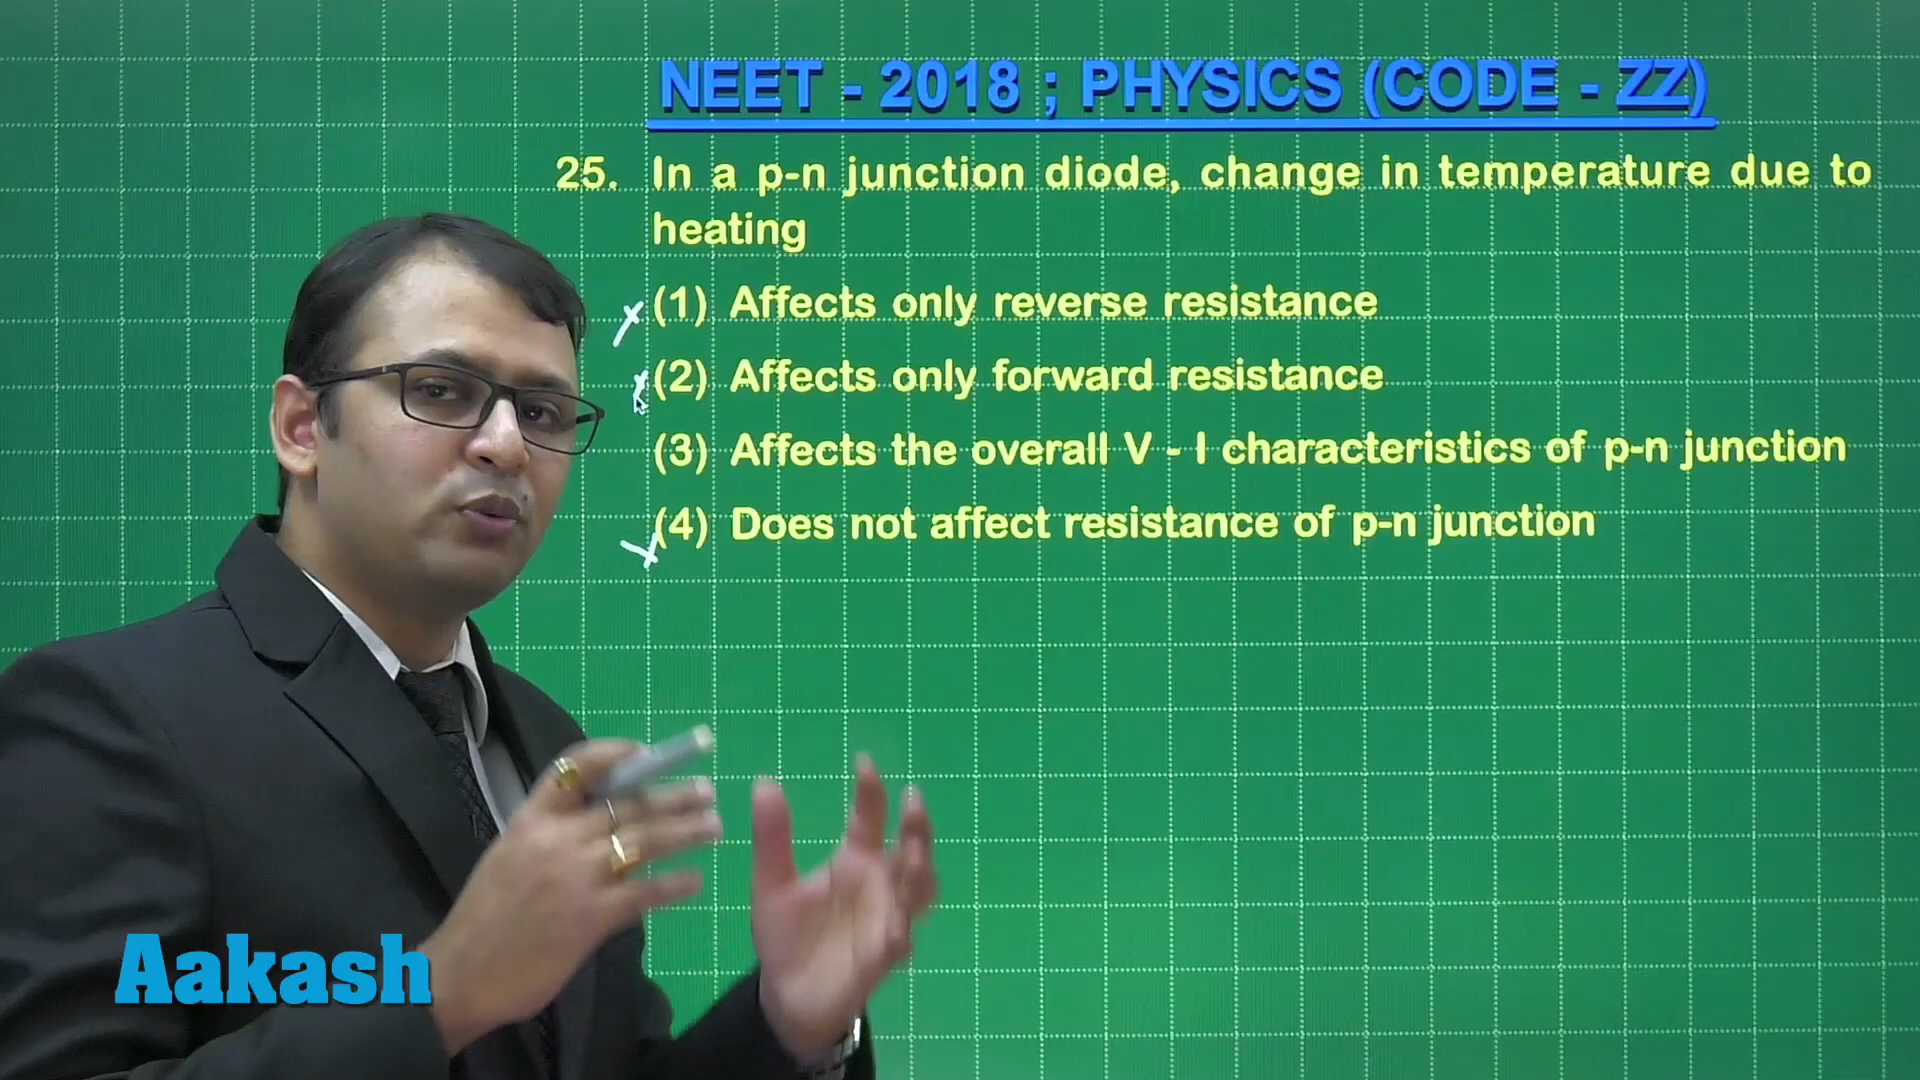 NEET - 2018 ; PHYSICS (CODE - ZZ)
25. In a p-n junction diode, change in temperature due to
heating
(1) Affects only reverse resistance
(2) Affects only forward resistance
(3) Affects the overall V - I characteristics of p-n junction
(4) Does not affect resistance of p-n junction
Aakash